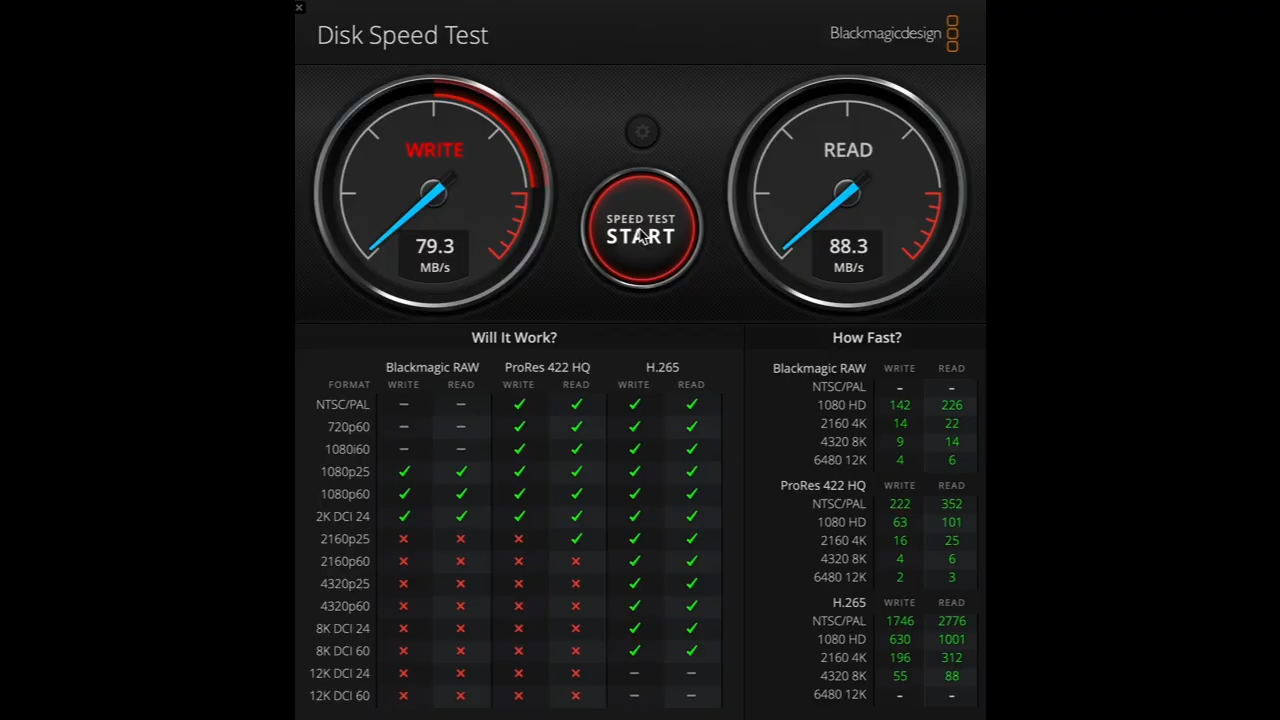 Disk Speed Test
Blackmagicdesign
WRITE
79.3
MB/s
SPEED TEST
START
READ
88.3
MB/s
Will It Work?
Blackmagic RAW ProRes 422 HQ H.265
FORMAT WRITE READ WRITE READ WRITE READ
NTSC/PAL – – ✓ ✓ ✓ ✓
720p60 – – ✓ ✓ ✓ ✓
1080i60 – – ✓ ✓ ✓ ✓
1080p25 ✓ ✓ ✓ ✓ ✓ ✓
1080p60 ✓ ✓ ✓ ✓ ✓ ✓
2K DCI 24 ✓ ✓ ✓ ✓ ✓ ✓
2160p25 ✕ ✕ ✕ ✓ ✓ ✓
2160p60 ✕ ✕ ✕ ✕ ✓ ✓
4320p25 ✕ ✕ ✕ ✕ ✓ ✓
4320p60 ✕ ✕ ✕ ✕ ✓ ✓
8K DCI 24 ✕ ✕ ✕ ✕ ✓ ✓
8K DCI 60 ✕ ✕ ✕ ✕ ✓ ✓
12K DCI 24 ✕ ✕ ✕ ✕ – –
12K DCI 60 ✕ ✕ ✕ ✕ – –
How Fast?
Blackmagic RAW WRITE READ
NTSC/PAL – –
1080 HD 142 226
2160 4K 14 22
4320 8K 9 14
6480 12K 4 6
ProRes 422 HQ WRITE READ
NTSC/PAL 222 352
1080 HD 63 101
2160 4K 16 25
4320 8K 4 6
6480 12K 2 3
H.265 WRITE READ
NTSC/PAL 1746 2776
1080 HD 630 1001
2160 4K 196 312
4320 8K 55 88
6480 12K – –